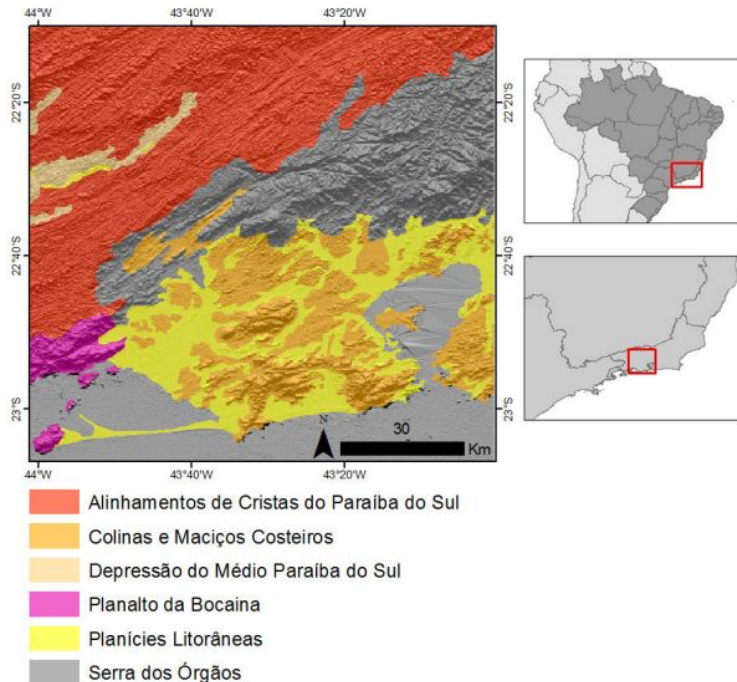 44°W 43°40'W 43°20'W
22°20'S 22°20'S
22°40'S 22°40'S
23°S 23°S
N
30
Km
44°W 43°40'W 43°20'W
Alinhamentos de Cristas do Paraíba do Sul
Colinas e Maciços Costeiros
Depressão do Médio Paraíba do Sul
Planalto da Bocaina
Planícies Litorâneas
Serra dos Órgãos